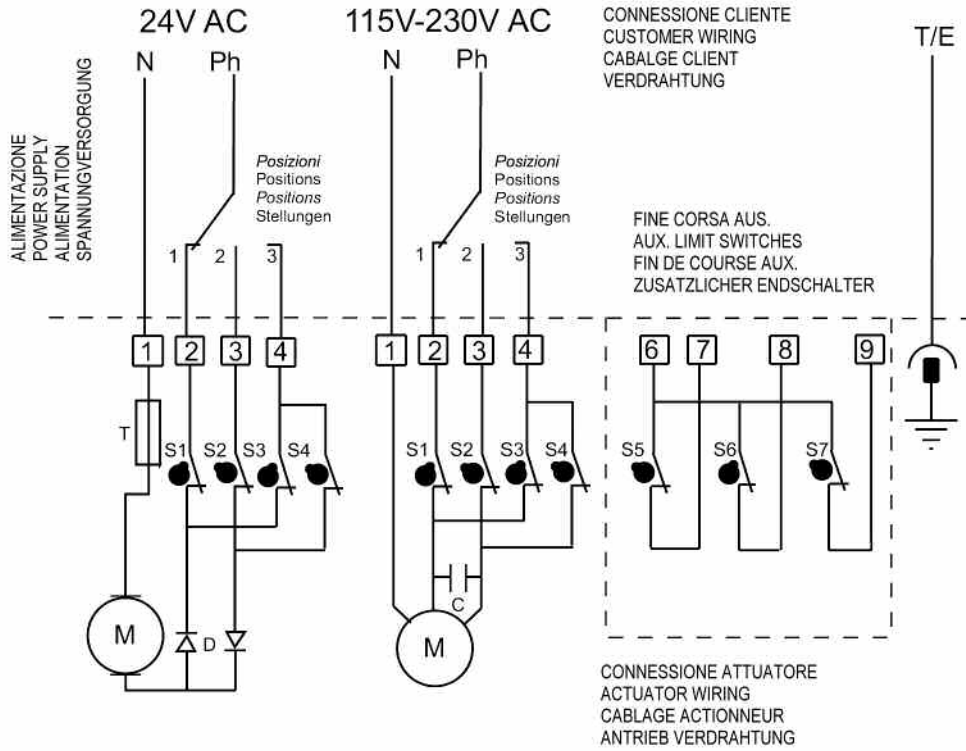 24V AC
115V-230V AC
CONNESSIONE CLIENTE
CUSTOMER WIRING
CABALGE CLIENT
VERDRAHTUNG
T/E
N
Ph
N
Ph
ALIMENTAZIONE
POWER SUPPLY
ALIMENTATION
SPANNUNGVERSORGUNG
Posizioni
Positions
Positions
Stellungen
Posizioni
Positions
Positions
Stellungen
FINE CORSA AUS.
AUX. LIMIT SWITCHES
FIN DE COURSE AUX.
ZUSATZLICHER ENDSCHALTER
1 2 3
1 2 3
1 2 3 4
1 2 3 4
6 7 8 9
T
S1 S2 S3 S4
S1 S2 S3 S4
S5 S6 S7
C
M
D
M
CONNESSIONE ATTUATORE
ACTUATOR WIRING
CABLAGE ACTIONNEUR
ANTRIEB VERDRAHTUNG